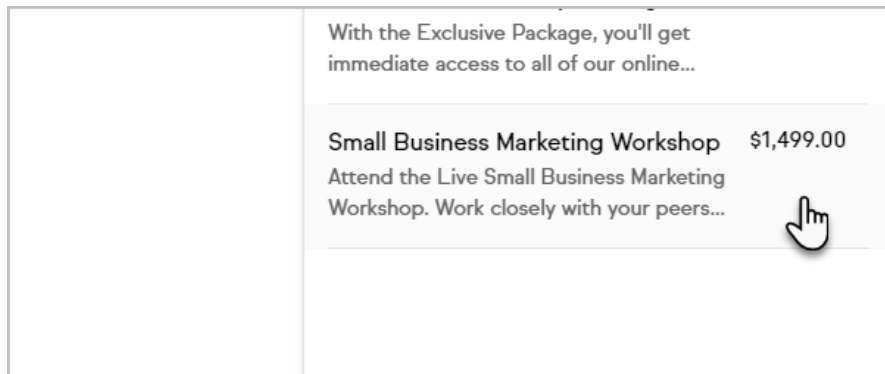 With the Exclusive Package, you'll get
immediate access to all of our online...
Small Business Marketing Workshop $1,499.00
Attend the Live Small Business Marketing
Workshop. Work closely with your peers...